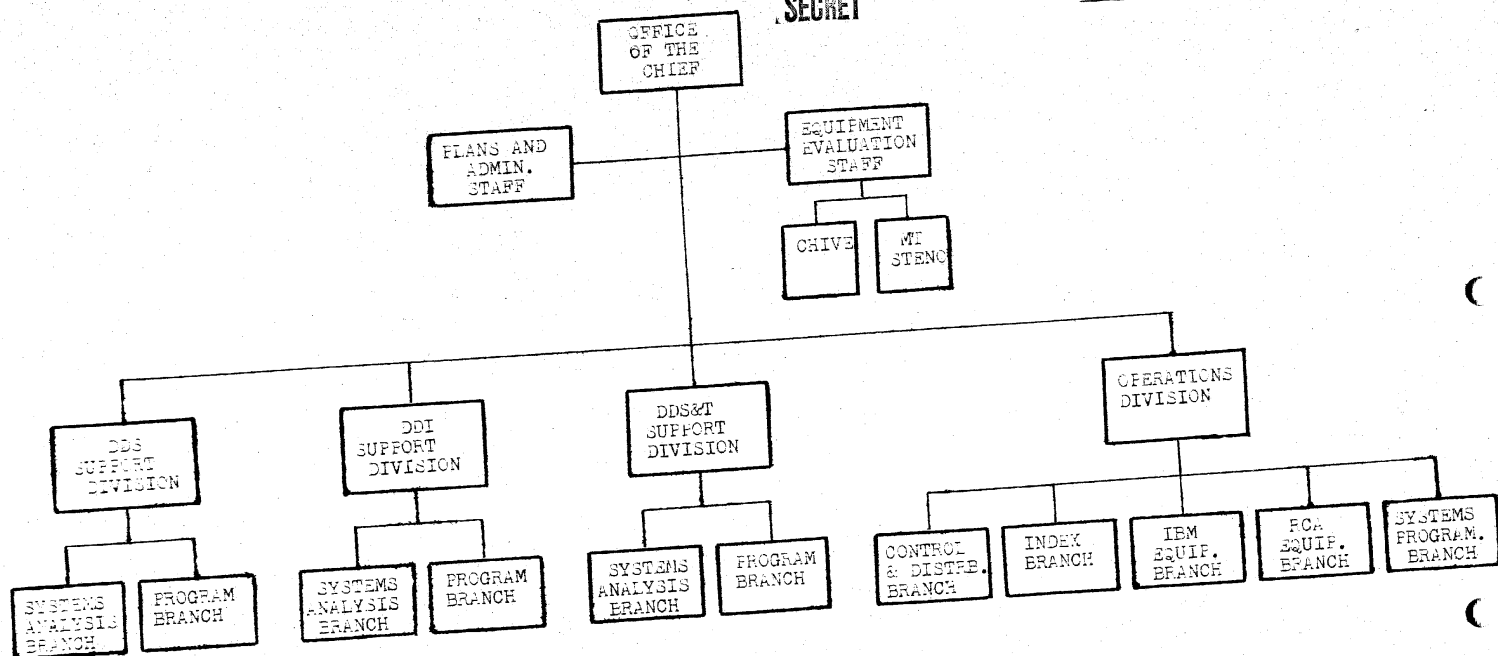 SECRET
OFFICE
OF THE
CHIEF
PLANS AND
ADMIN.
STAFF
EQUIPMENT
EVALUATION
STAFF
CHIVE
STENO
DDS
SUPPORT
DIVISION
DDI
SUPPORT
DIVISION
DDS&T
SUPPORT
DIVISION
OPERATIONS
DIVISION
SYSTEMS
ANALYSIS
BRANCH
PROGRAM
BRANCH
SYSTEMS
ANALYSIS
BRANCH
PROGRAM
BRANCH
SYSTEMS
ANALYSIS
BRANCH
PROGRAM
BRANCH
CONTROL
& DISTRB.
BRANCH
INDEX
BRANCH
IBM
EQUIP.
BRANCH
RCA
EQUIP.
BRANCH
SYSTEMS
PROGRAM.
BRANCH